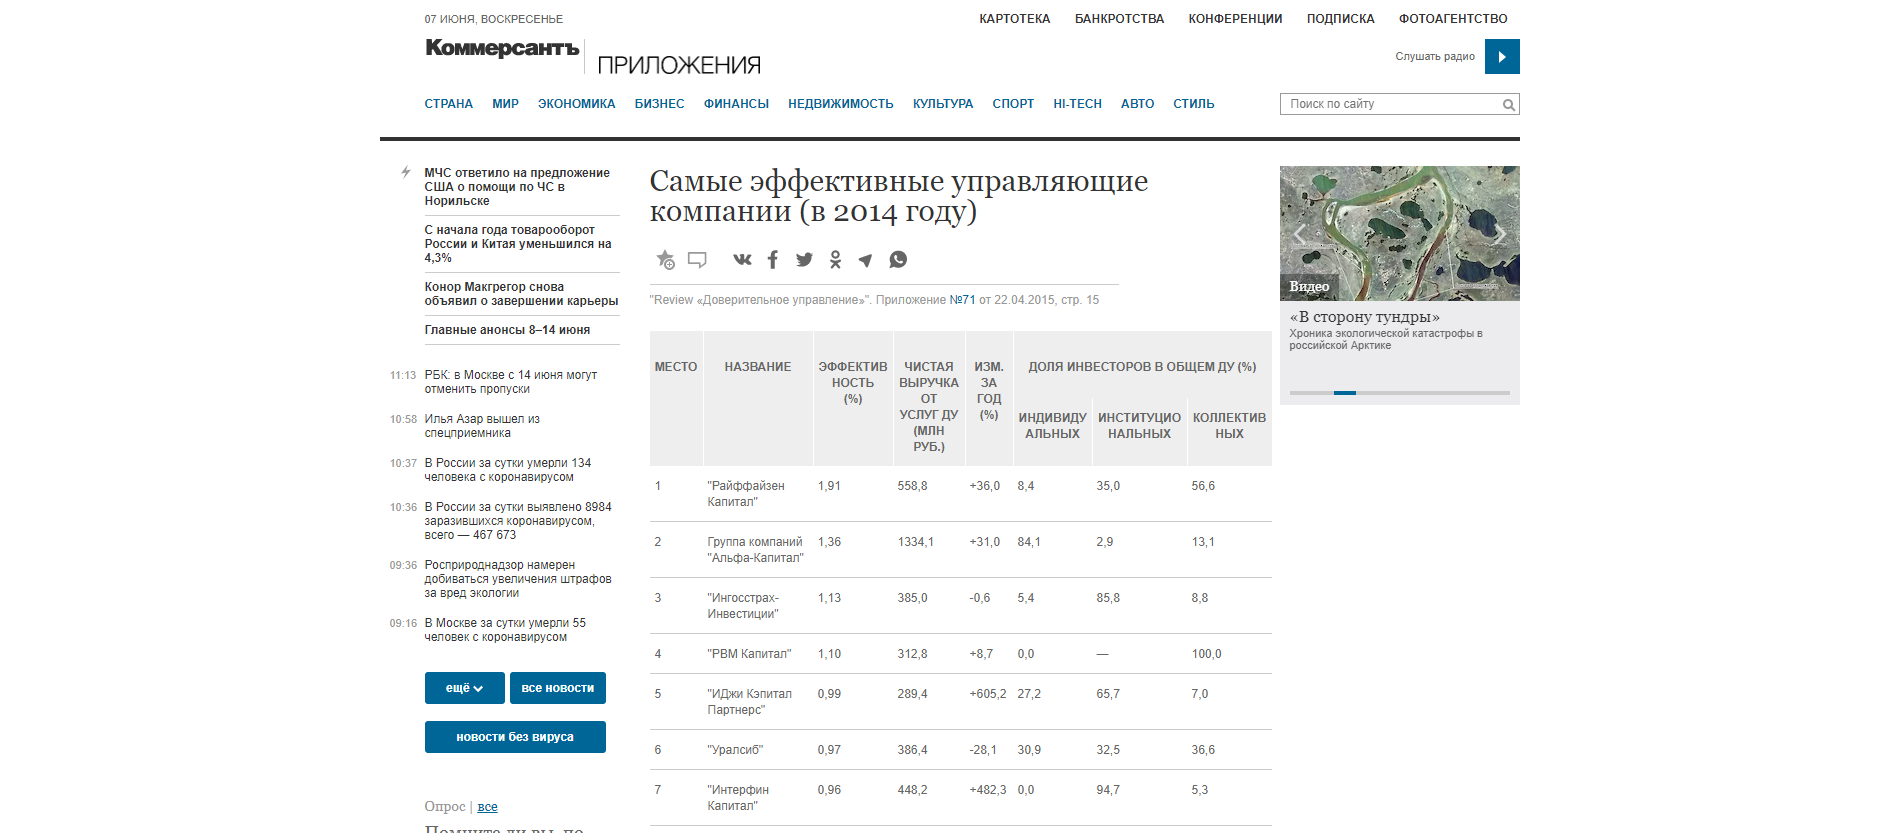 07 ИЮНЯ, ВОСКРЕСЕНЬЕ
КАРТОТЕКА БАНКРОТСТВА КОНФЕРЕНЦИИ ПОДПИСКА ФОТОАГЕНТСТВО
Коммерсантъ
ПРИЛОЖЕНИЯ
Слушать радио
СТРАНА МИР ЭКОНОМИКА БИЗНЕС ФИНАНСЫ НЕДВИЖИМОСТЬ КУЛЬТУРА СПОРТ HI-TECH АВТО СТИЛЬ
Поиск по сайту
МЧС ответило на предложение
США о помощи по ЧС в
Норильске
С начала года товарооборот
России и Китая уменьшился на
4,3%
Конор Макгрегор снова
объявил о завершении карьеры
Главные анонсы 8–14 июня
11:13 РБК: в Москве с 14 июня могут
отменить пропуски
10:58 Илья Азар вышел из
спецприемника
10:37 В России за сутки умерли 134
человека с коронавирусом
10:36 В России за сутки выявлено 8984
заразившихся коронавирусом,
всего — 467 673
09:36 Росприроднадзор намерен
добиваться увеличения штрафов
за вред экологии
09:16 В Москве за сутки умерли 55
человек с коронавирусом
ещё все новости
новости без вируса
Опрос | все
Помните ли вы, по
Самые эффективные управляющие
компании (в 2014 году)
"Review «Доверительное управление»". Приложение №71 от 22.04.2015, стр. 15
МЕСТО
НАЗВАНИЕ
ЭФФЕКТИВ
НОСТЬ
(%)
ЧИСТАЯ
ВЫРУЧКА
ОТ
УСЛУГ ДУ
(МЛН
РУБ.)
ИЗМ.
ЗА
ГОД
(%)
ДОЛЯ ИНВЕСТОРОВ В ОБЩЕМ ДУ (%)
ИНДИВИДУ
АЛЬНЫХ
ИНСТИТУЦИО
НАЛЬНЫХ
КОЛЛЕКТИВ
НЫХ
1 "Райффайзен 1,91 558,8 +36,0 8,4 35,0 56,6
Капитал"
2 Группа компаний 1,36 1334,1 +31,0 84,1 2,9 13,1
"Альфа-Капитал"
3 "Ингосстрах- 1,13 385,0 -0,6 5,4 85,8 8,8
Инвестиции"
4 "РВМ Капитал" 1,10 312,8 +8,7 0,0 — 100,0
5 "ИДжи Кэпитал 0,99 289,4 +605,2 27,2 65,7 7,0
Партнерс"
6 "Уралсиб" 0,97 386,4 -28,1 30,9 32,5 36,6
7 "Интерфин 0,96 448,2 +482,3 0,0 94,7 5,3
Капитал"
Видео
«В сторону тундры»
Хроника экологической катастрофы в
российской Арктике